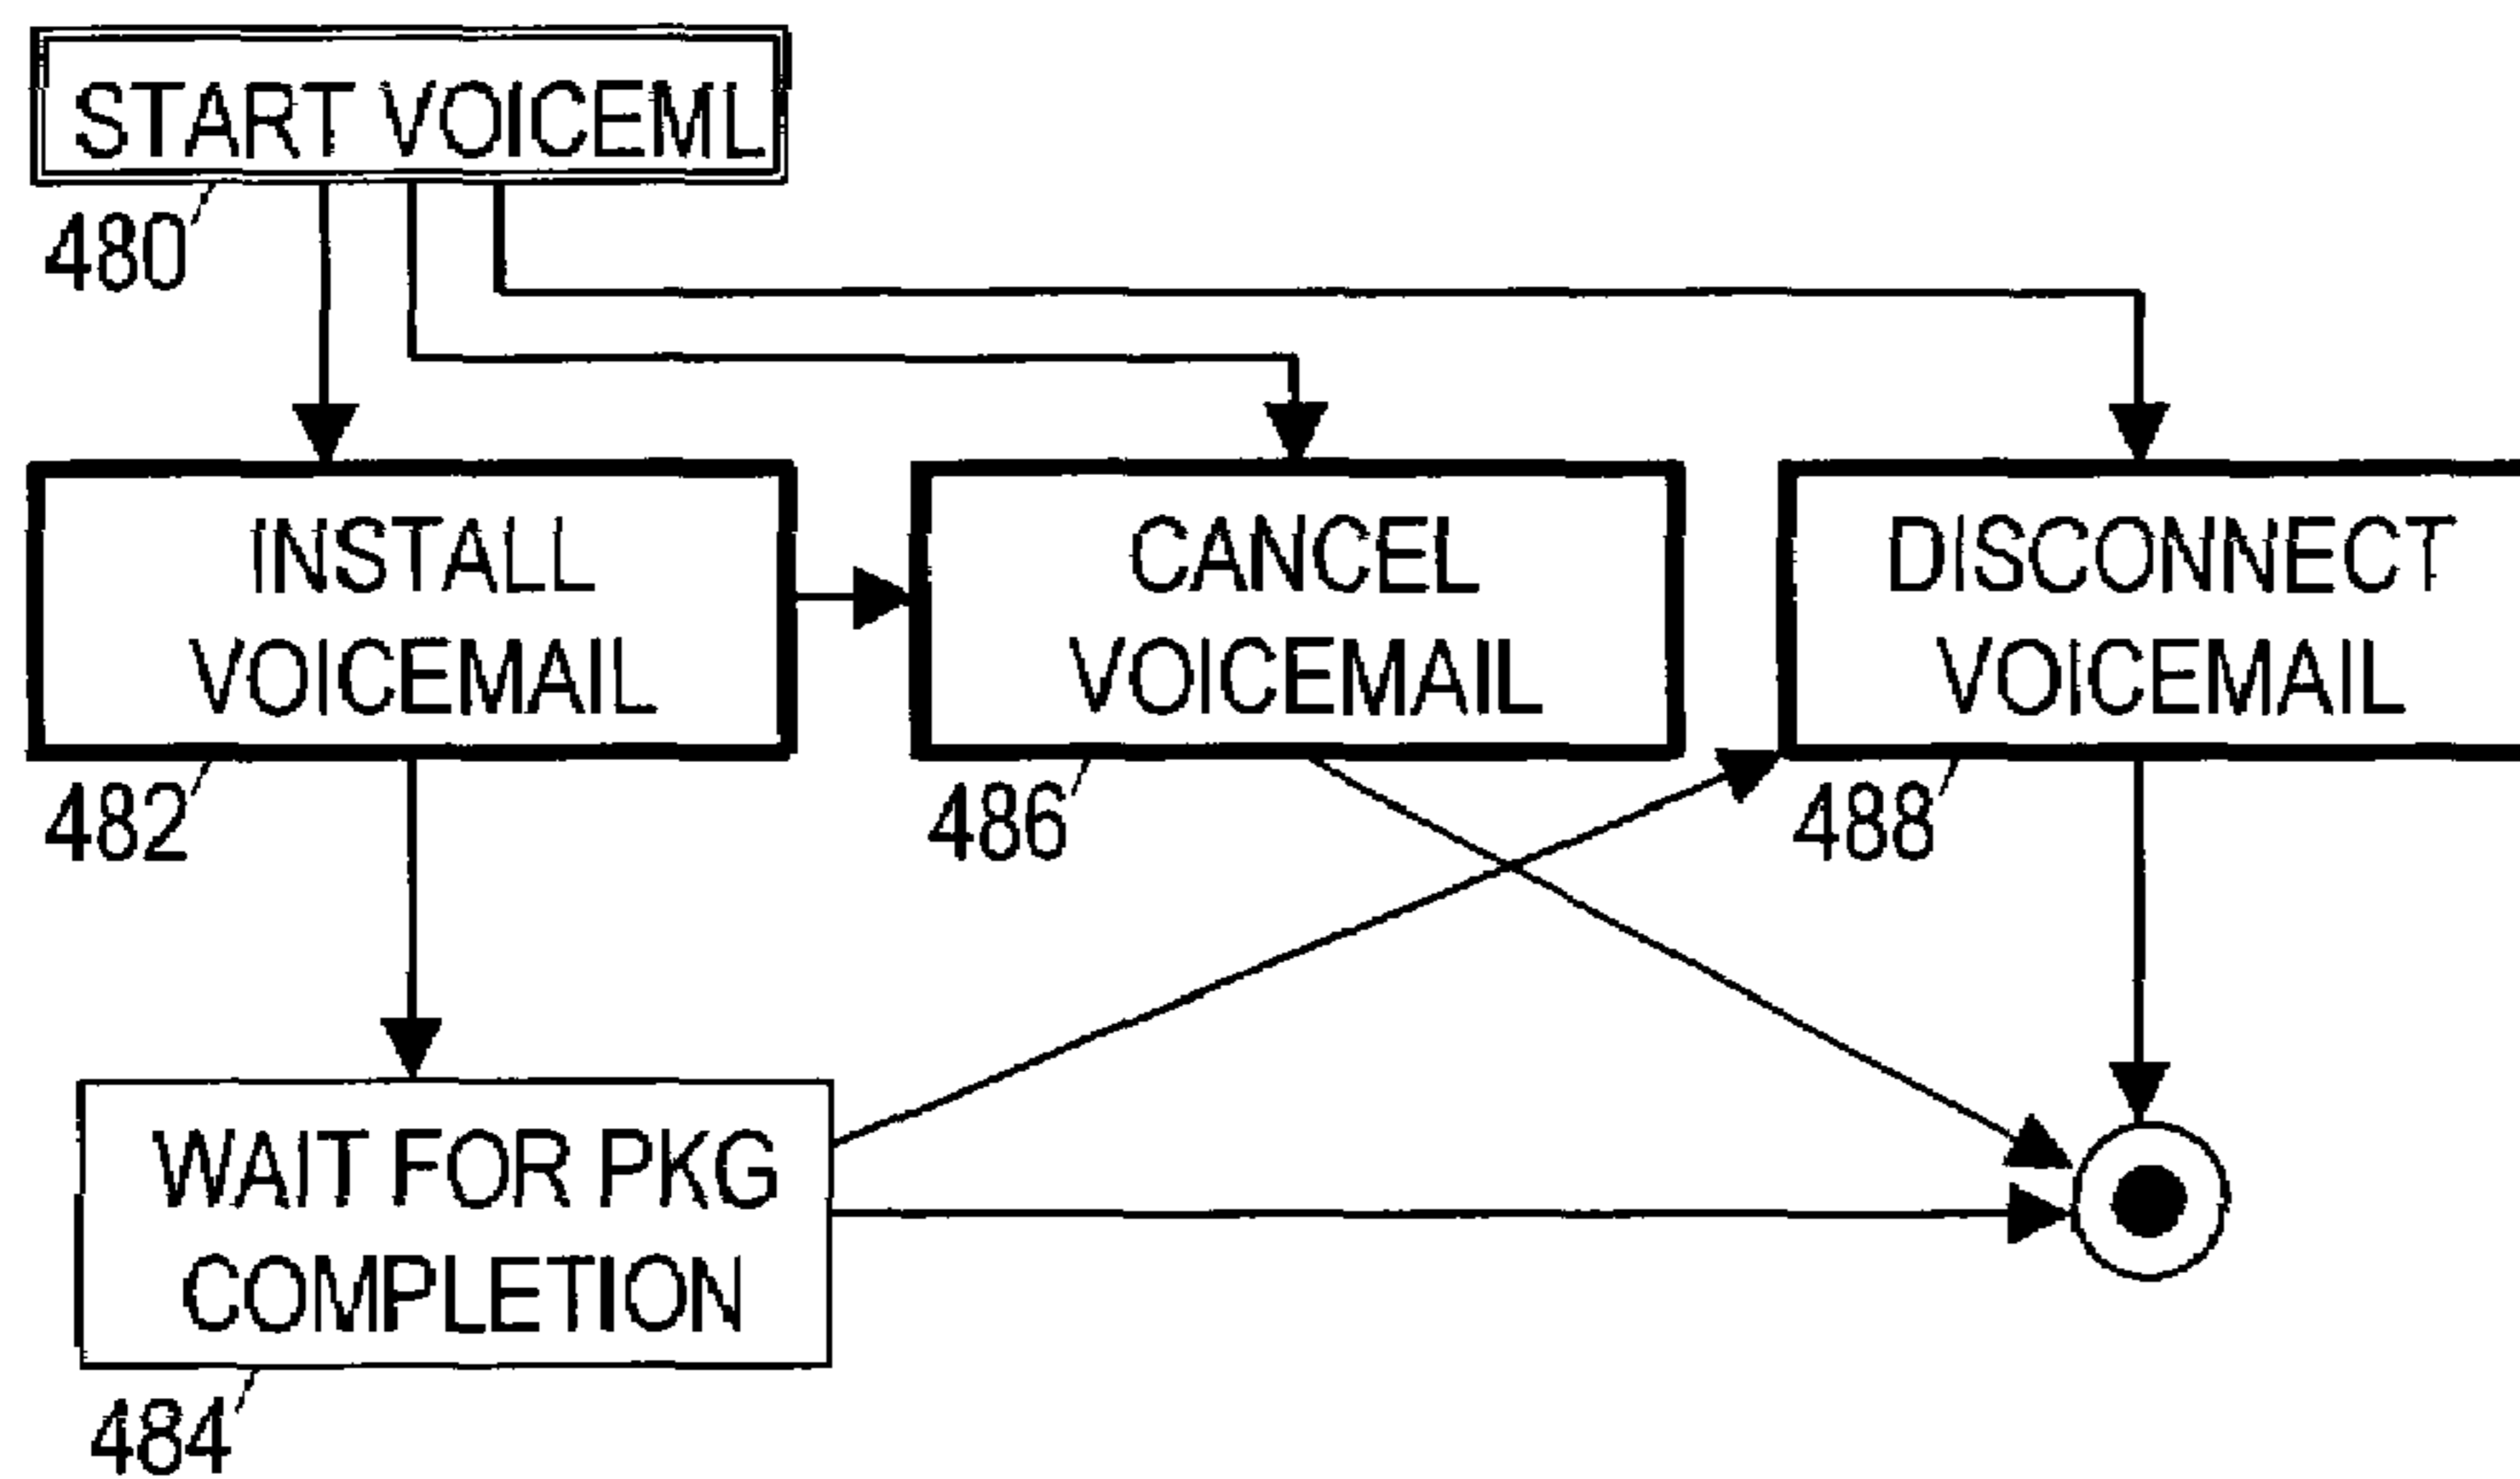 START VOICEML
480
INSTALL
VOICEMAIL
482
CANCEL
VOICEMAIL
486
DISCONNECT
VOICEMAIL
488
WAIT FOR PKG
COMPLETION
484